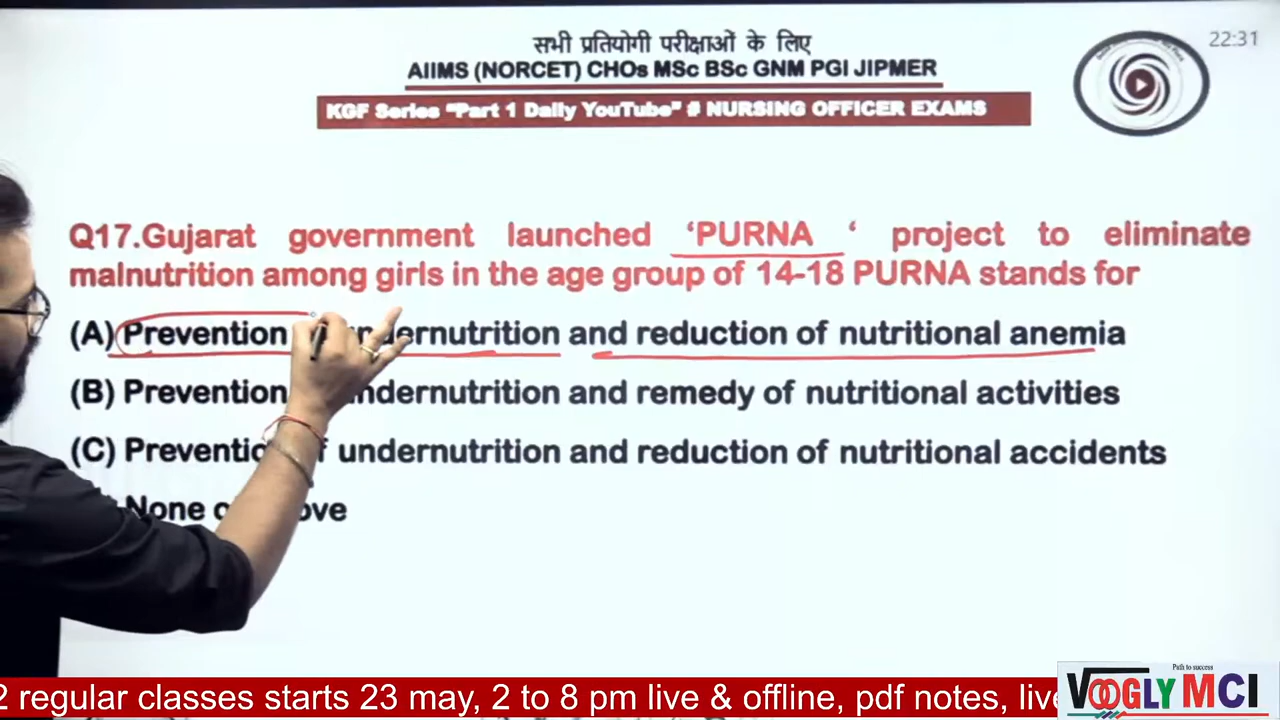 सभी प्रतियोगी परीक्षाओं के लिए
22:31
AIIMS (NORCET) CHOs MSc BSc GNM PGI JIPMER
KGF Series "Part 1 Daily YouTube" # NURSING OFFICER EXAMS
Q17.Gujarat government launched ‘PURNA ‘ project to eliminate
malnutrition among girls in the age group of 14-18 PURNA stands for
(A) Prevention and reduction of nutritional anemia
(B) Prevention and remedy of nutritional activities
(C) undernutrition and reduction of nutritional accidents
None
2 regular classes starts 23 may, 2 to 8 pm live & offline, pdf notes, live
Path to success
VOOGLY MCI